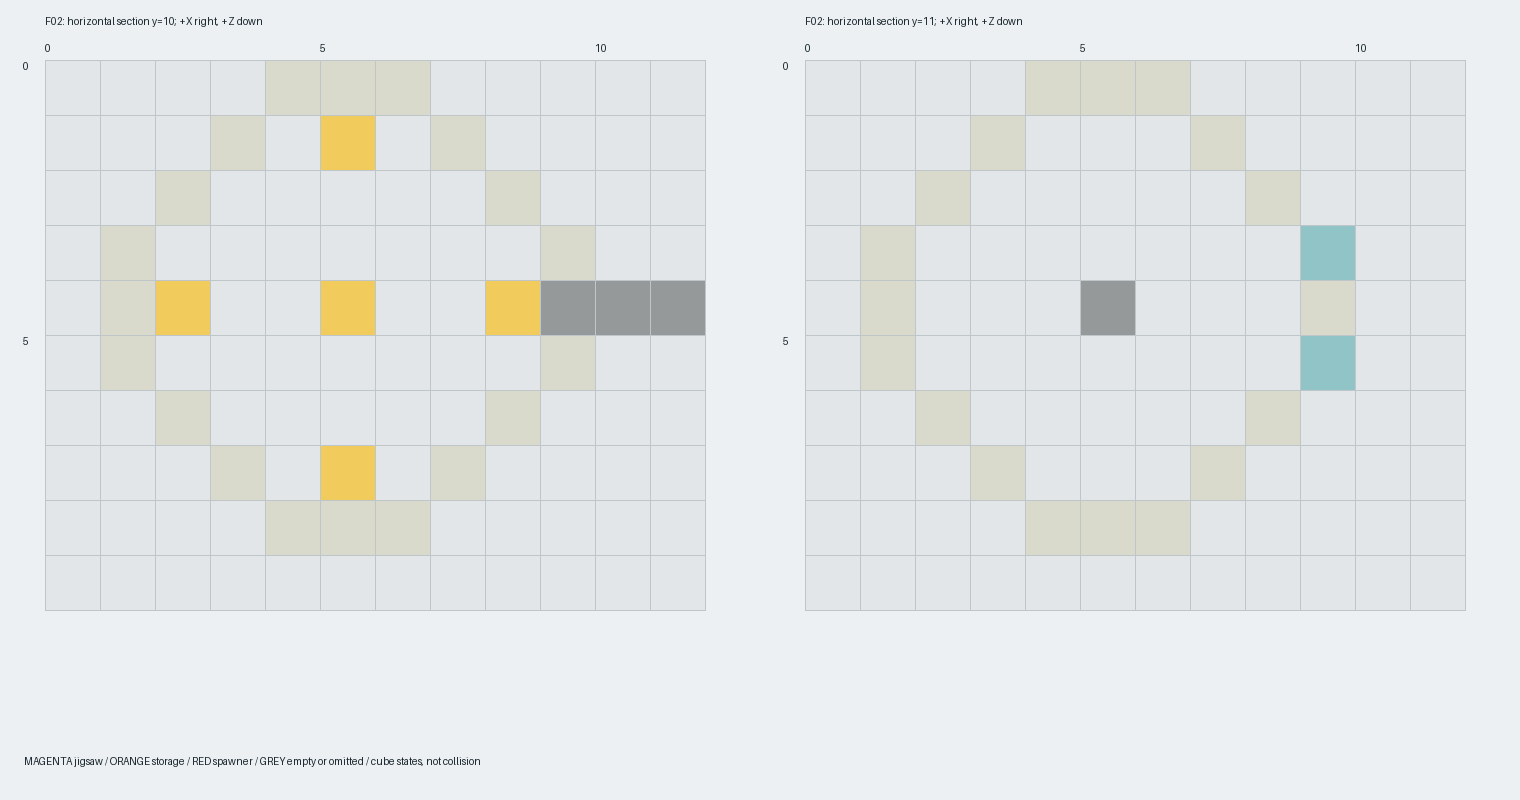 F02: horizontal section y=10; +X right, +Z down
F02: horizontal section y=11; +X right, +Z down
0 5 10
0 5 10
0
0
5
5
MAGENTA jigsaw / ORANGE storage / RED spawner / GREY empty or omitted / cube states, not collision